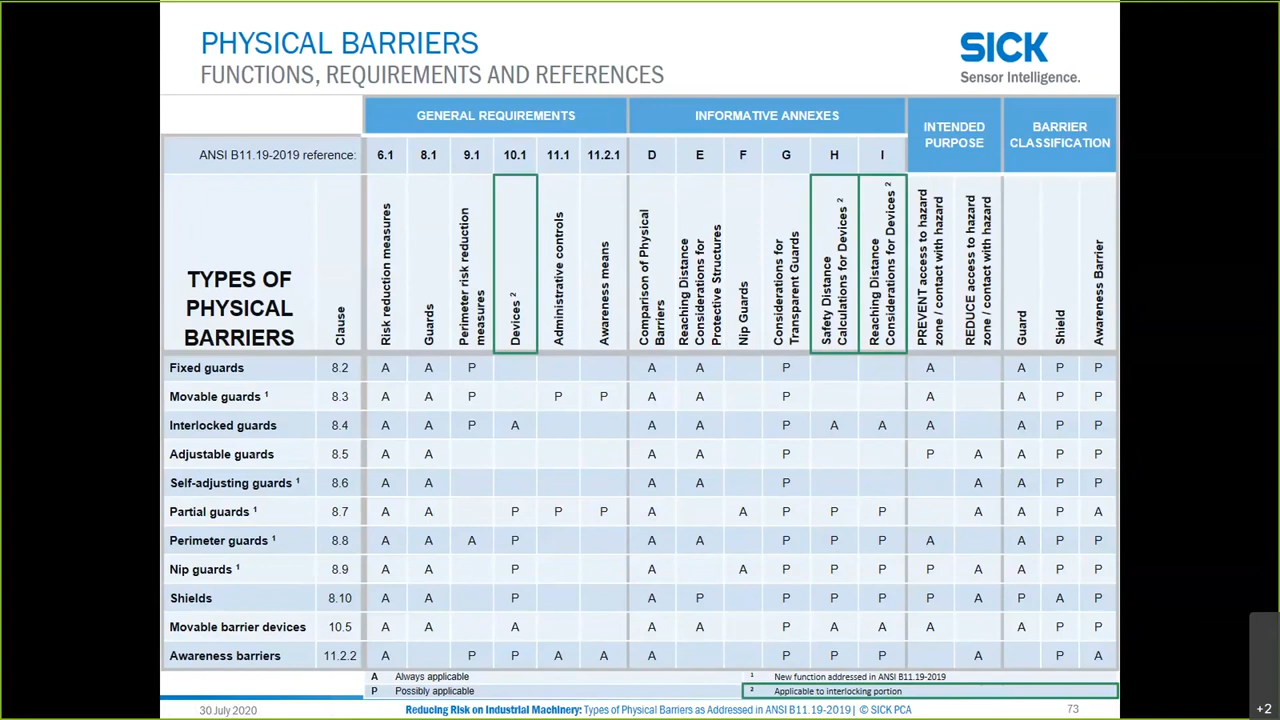 PHYSICAL BARRIERS
FUNCTIONS, REQUIREMENTS AND REFERENCES
SICK
Sensor Intelligence.
GENERAL REQUIREMENTS INFORMATIVE ANNEXES INTENDED PURPOSE BARRIER CLASSIFICATION
ANSI B11.19-2019 reference: 6.1 8.1 9.1 10.1 11.1 11.2.1 D E F G H I
TYPES OF PHYSICAL BARRIERS
Clause
Risk reduction measures
Guards
Perimeter risk reduction measures
Devices ²
Administrative controls
Awareness means
Comparison of Physical Barriers
Reaching Distance Considerations for Protective Structures
Nip Guards
Considerations for Transparent Guards
Safety Distance Calculations for Devices ²
Reaching Distance Considerations for Devices ²
PREVENT access to hazard zone / contact with hazard
REDUCE access to hazard zone / contact with hazard
Guard
Shield
Awareness Barrier
Fixed guards 8.2 A A P A A P A A P P
Movable guards ¹ 8.3 A A P P P A A P A A P P
Interlocked guards 8.4 A A P A A A P A A A A P P
Adjustable guards 8.5 A A A A P P A A P P
Self-adjusting guards ¹ 8.6 A A A A P A A P P
Partial guards ¹ 8.7 A A P P P A A P P P A A P A
Perimeter guards ¹ 8.8 A A A P A A P P P A A P P
Nip guards ¹ 8.9 A A P A A P P P P A A P P
Shields 8.10 A A P A P P P P P A P A P
Movable barrier devices 10.5 A A A A A P A A A A P P
Awareness barriers 11.2.2 A P P A A A P P P A P A
A Always applicable
P Possibly applicable
¹ New function addressed in ANSI B11.19-2019
² Applicable to interlocking portion
30 July 2020
Reducing Risk on Industrial Machinery: Types of Physical Barriers as Addressed in ANSI B11.19-2019| © SICK PCA
73
+2